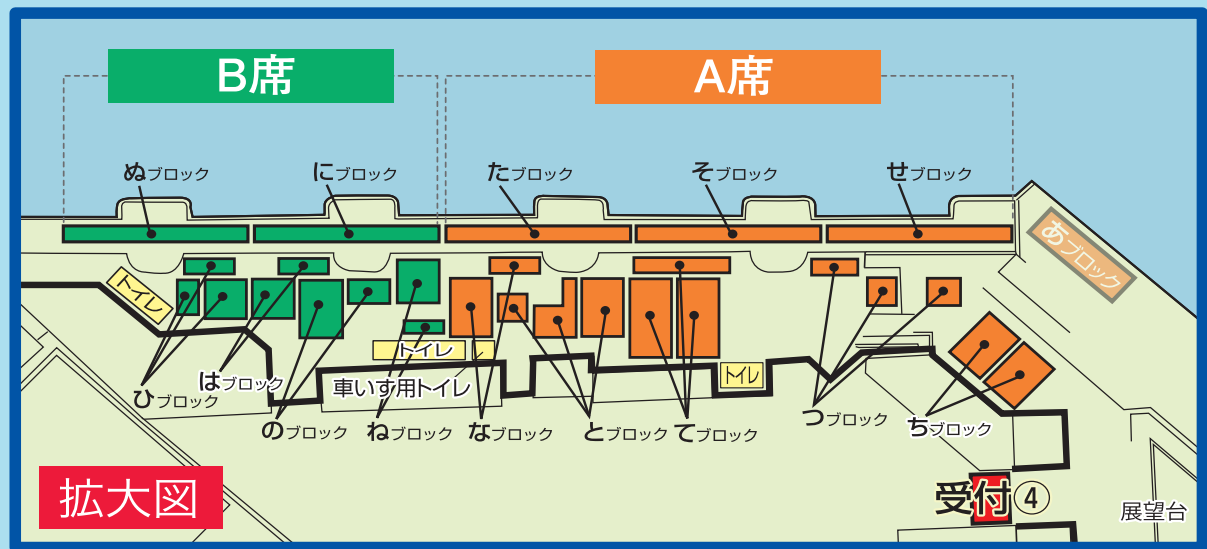 B席
A席
ぬブロック
にブロック
たブロック
そブロック
せブロック
あブロック
トイレ
トイレ
トイレ
車いす用トイレ
ひブロック
はブロック
のブロック
ねブロック
なブロック
とブロック
てブロック
つブロック
ちブロック
拡大図
受付④
展望台